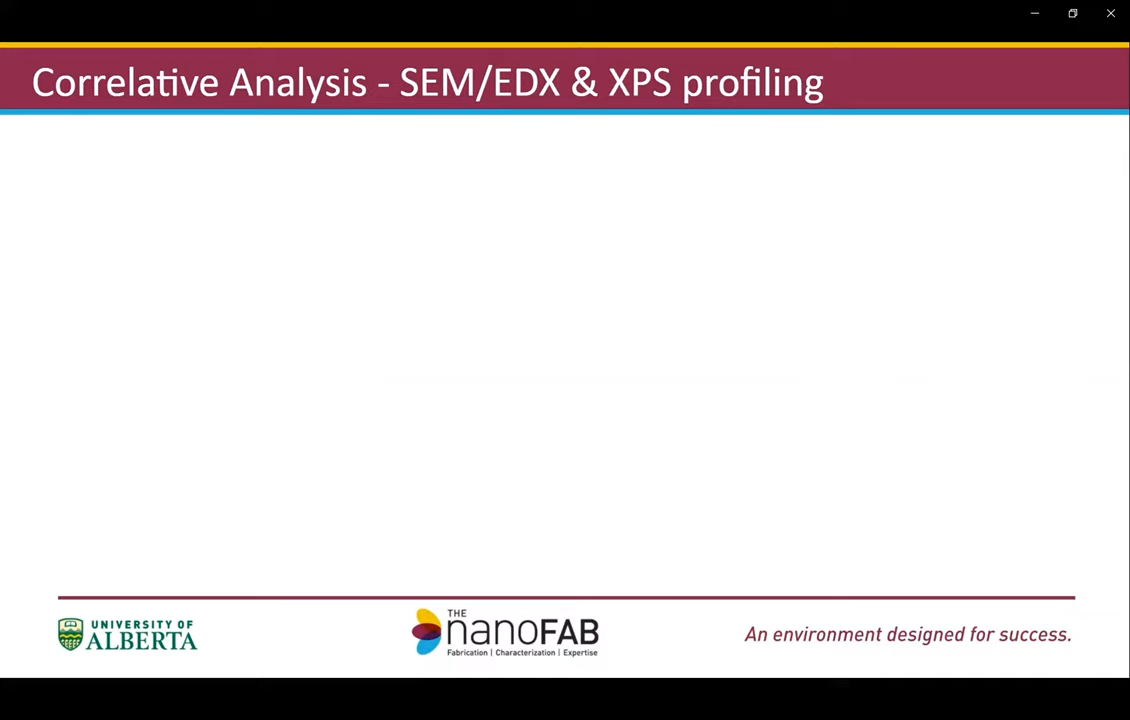 Correlative Analysis - SEM/EDX & XPS profiling
UNIVERSITY OF
ALBERTA
THE
nanoFAB
Fabrication | Characterization | Expertise
An environment designed for success.